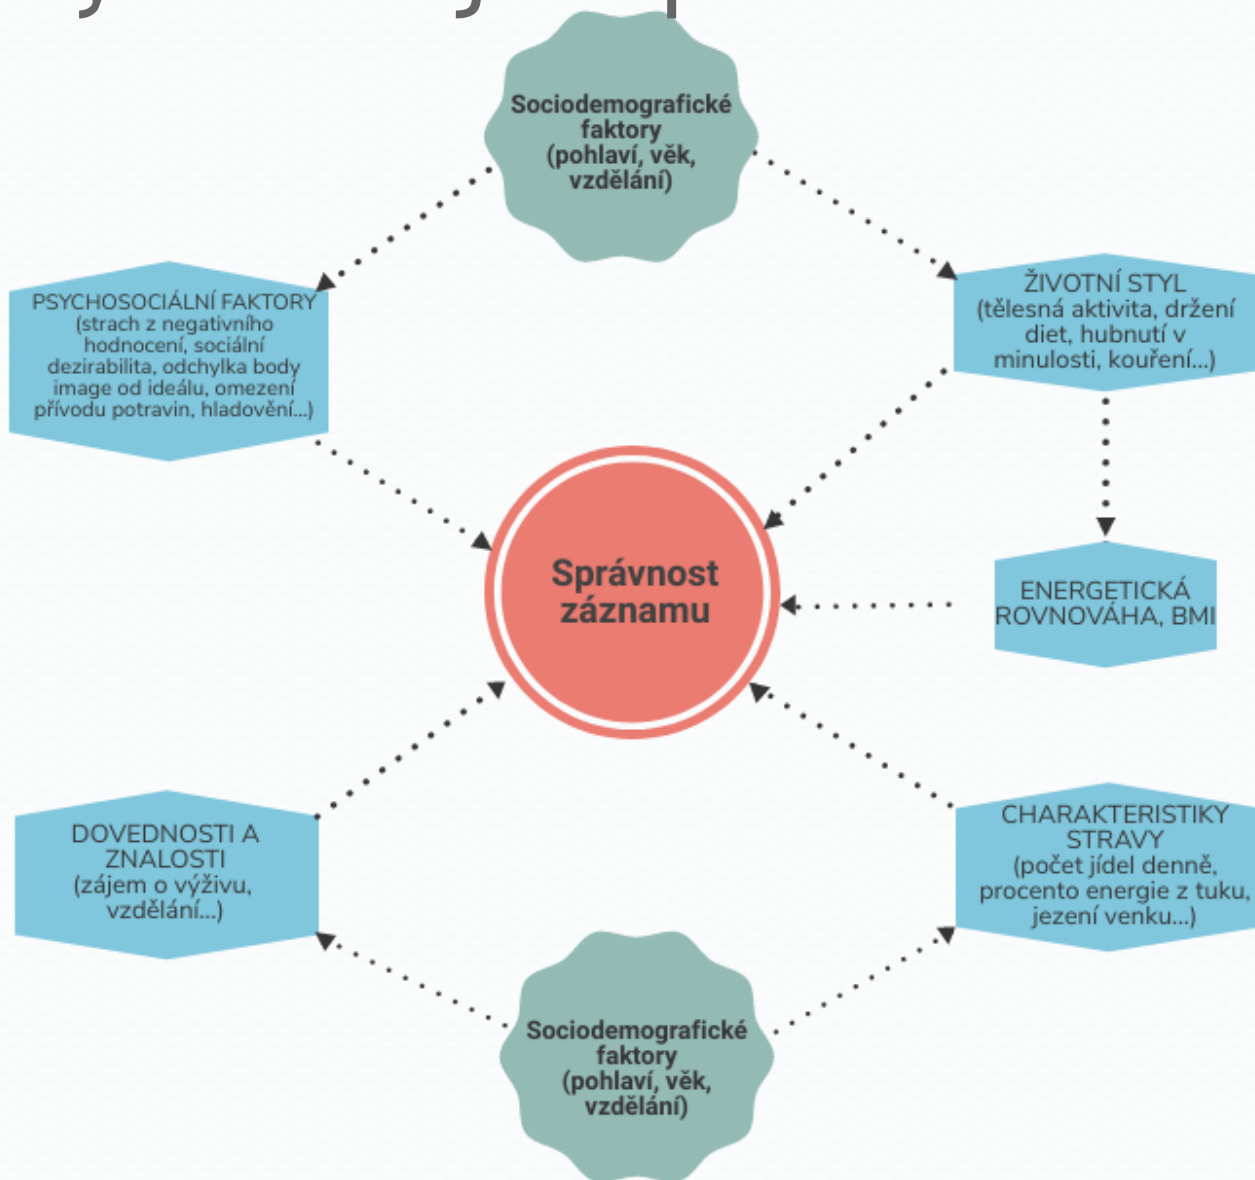 Sociodemografické
faktory
(pohlaví, věk,
vzdělání)
PSYCHOSOCIÁLNÍ FAKTORY
(strach z negativního
hodnocení, sociální
dezirabilita, odchylka body
image od ideálu, omezení
přívodu potravin, hladovění...)
ŽIVOTNÍ STYL
(tělesná aktivita, držení
diet, hubnutí v
minulosti, kouření...)
Správnost
záznamu
ENERGETICKÁ
ROVNOVÁHA, BMI
DOVEDNOSTI A
ZNALOSTI
(zájem o výživu,
vzdělání...)
CHARAKTERISTIKY
STRAVY
(počet jídel denně,
procento energie z tuku,
jezení venku...)
Sociodemografické
faktory
(pohlaví, věk,
vzdělání)